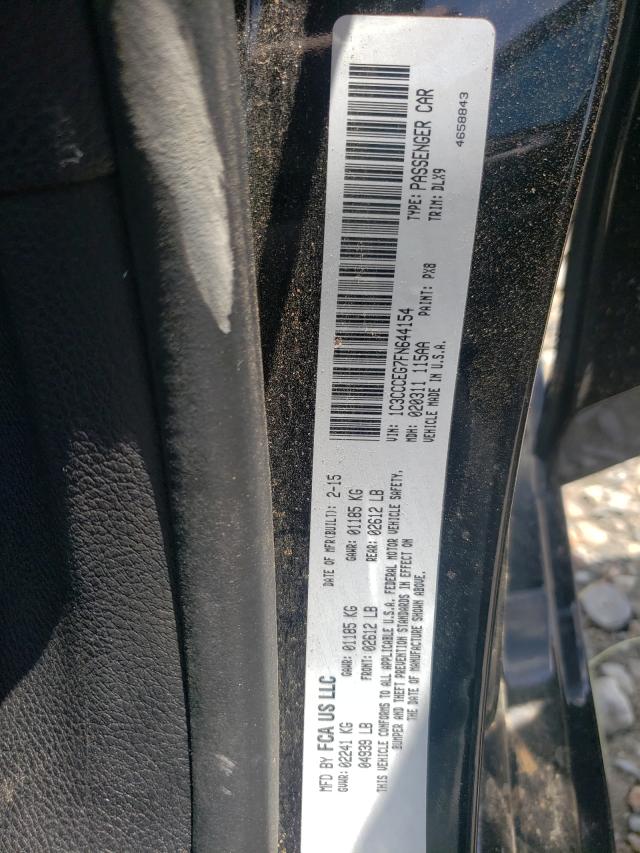 MFD BY FCA US LLC DATE OF MFR(BUILT): 2-15
GVWR: 02241 KG GAWR: 01185 KG GAWR: 01185 KG
04939 LB FRONT: 02612 LB REAR: 02612 LB
THIS VEHICLE CONFORMS TO ALL APPLICABLE U.S.A. FEDERAL MOTOR VEHICLE SAFETY,
BUMPER AND THEFT PREVENTION STANDARDS IN EFFECT ON
THE DATE OF MANUFACTURE SHOWN ABOVE.
VIN: 1C3CCCEG7FN644154 TYPE: PASSENGER CAR
MDH: 020311 115AA PAINT: PX8 TRIM: DLX9
VEHICLE MADE IN U.S.A.
4658843